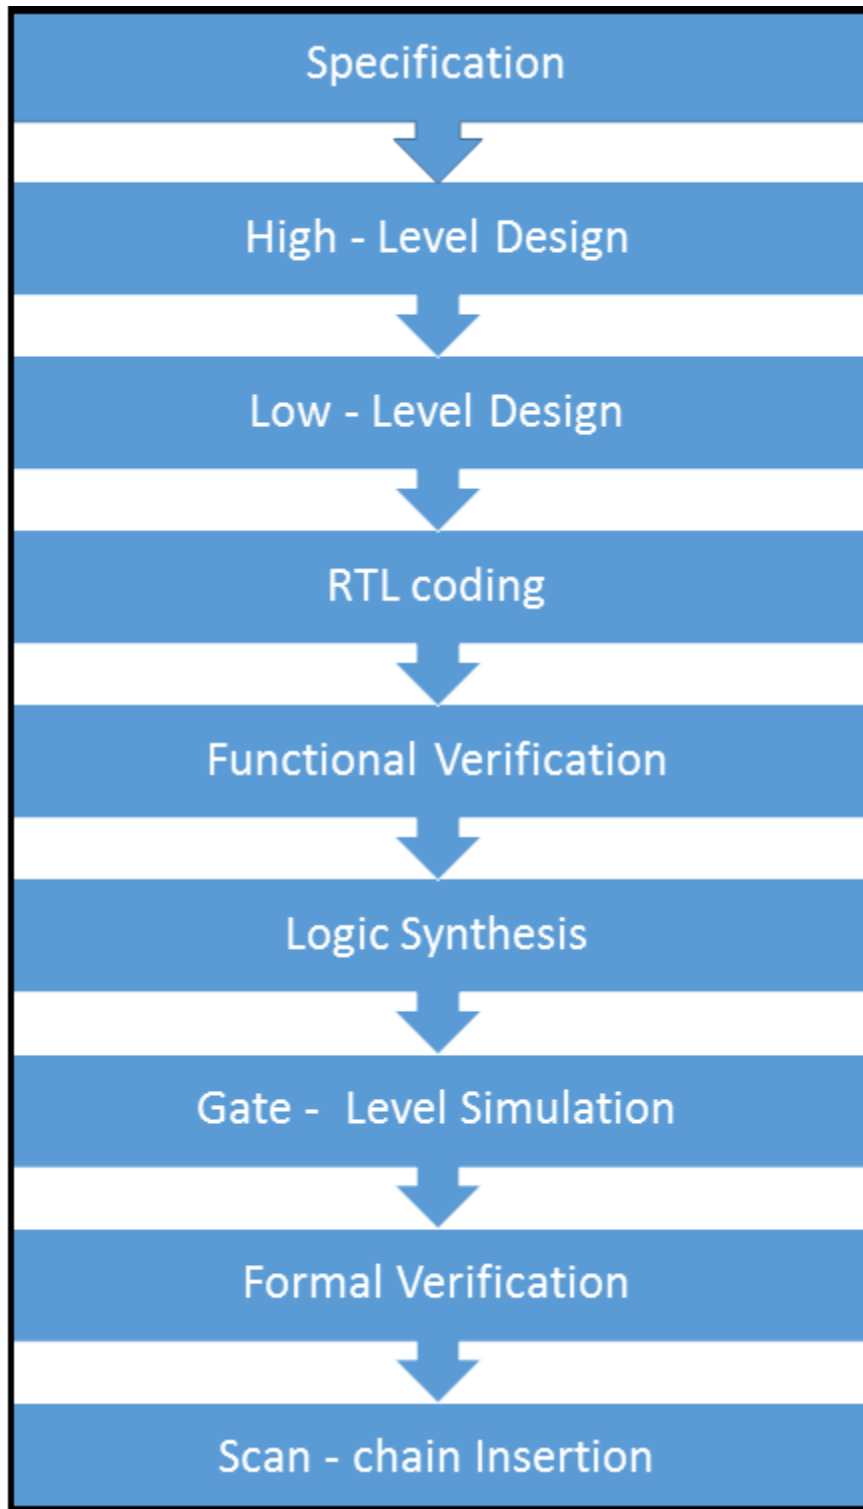 Specification
High - Level Design
Low - Level Design
RTL coding
Functional Verification
Logic Synthesis
Gate -  Level Simulation
Formal Verification
Scan - chain Insertion